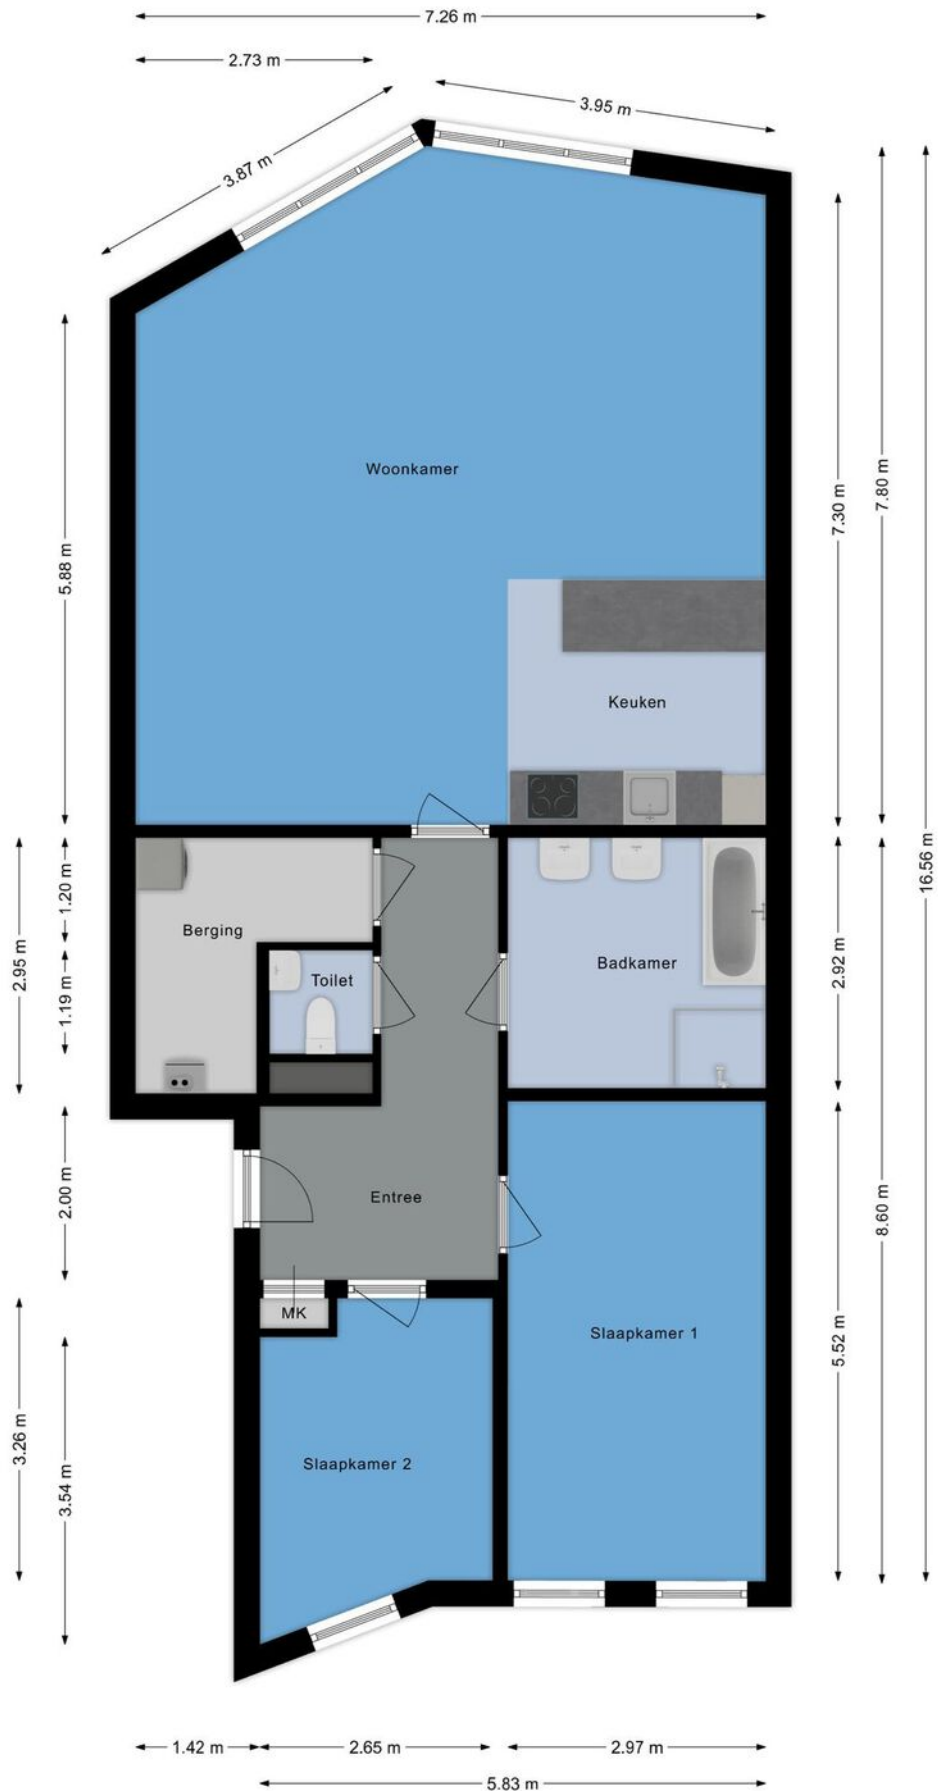 7.26 m
2.73 m
3.95 m
3.87 m
Woonkamer
5.88 m
7.30 m
7.80 m
16.56 m
Keuken
Berging
Toilet
Badkamer
2.95 m
1.20 m
1.19 m
2.92 m
Entree
2.00 m
8.60 m
MK
Slaapkamer 1
5.52 m
Slaapkamer 2
3.26 m
3.54 m
1.42 m
2.65 m
2.97 m
5.83 m